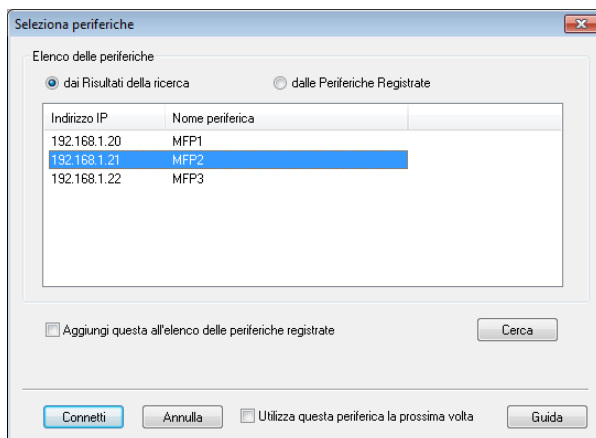 Seleziona periferiche
Elenco delle periferiche
dai Risultati della ricerca dalle Periferiche Registrate
Indirizzo IP Nome periferica
192.168.1.20 MFP1
192.168.1.21 MFP2
192.168.1.22 MFP3
Aggiungi questa all'elenco delle periferiche registrate Cerca
Connetti Annulla Utilizza questa periferica la prossima volta Guida